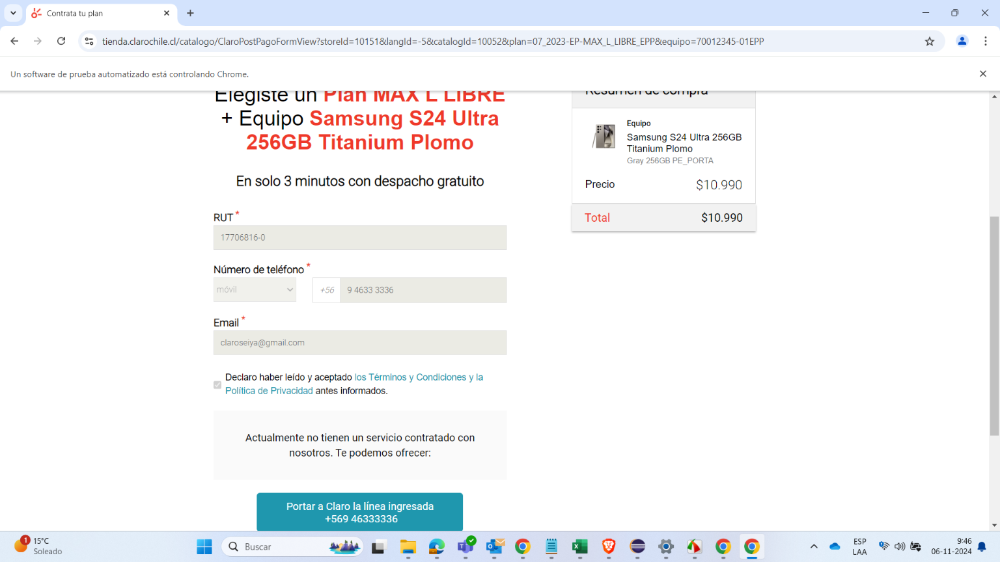 Contrata tu plan
tienda.clarochile.cl/catalogo/ClaroPostPagoFormView?storeId=10151&langId=-5&catalogId=10052&plan=07_2023-EP-MAX_L_LIBRE_EPP&equipo=70012345-01EPP
Un software de prueba automatizado está controlando Chrome.
Elegiste un Plan MAX L LIBRE
+ Equipo Samsung S24 Ultra
256GB Titanium Plomo
En solo 3 minutos con despacho gratuito
RUT *
17706816-0
Número de teléfono *
móvil
+56
9 4633 3336
Email *
claroseiya@gmail.com
Declaro haber leído y aceptado los Términos y Condiciones y la
Política de Privacidad antes informados.
Actualmente no tienen un servicio contratado con
nosotros. Te podemos ofrecer:
Portar a Claro la línea ingresada
+569 46333336
Resumen de compra
Equipo
Samsung S24 Ultra 256GB
Titanium Plomo
Gray 256GB PE_PORTA
Precio $10.990
Total $10.990
1
15°C
Soleado
Buscar
ESP
LAA
9:46
06-11-2024